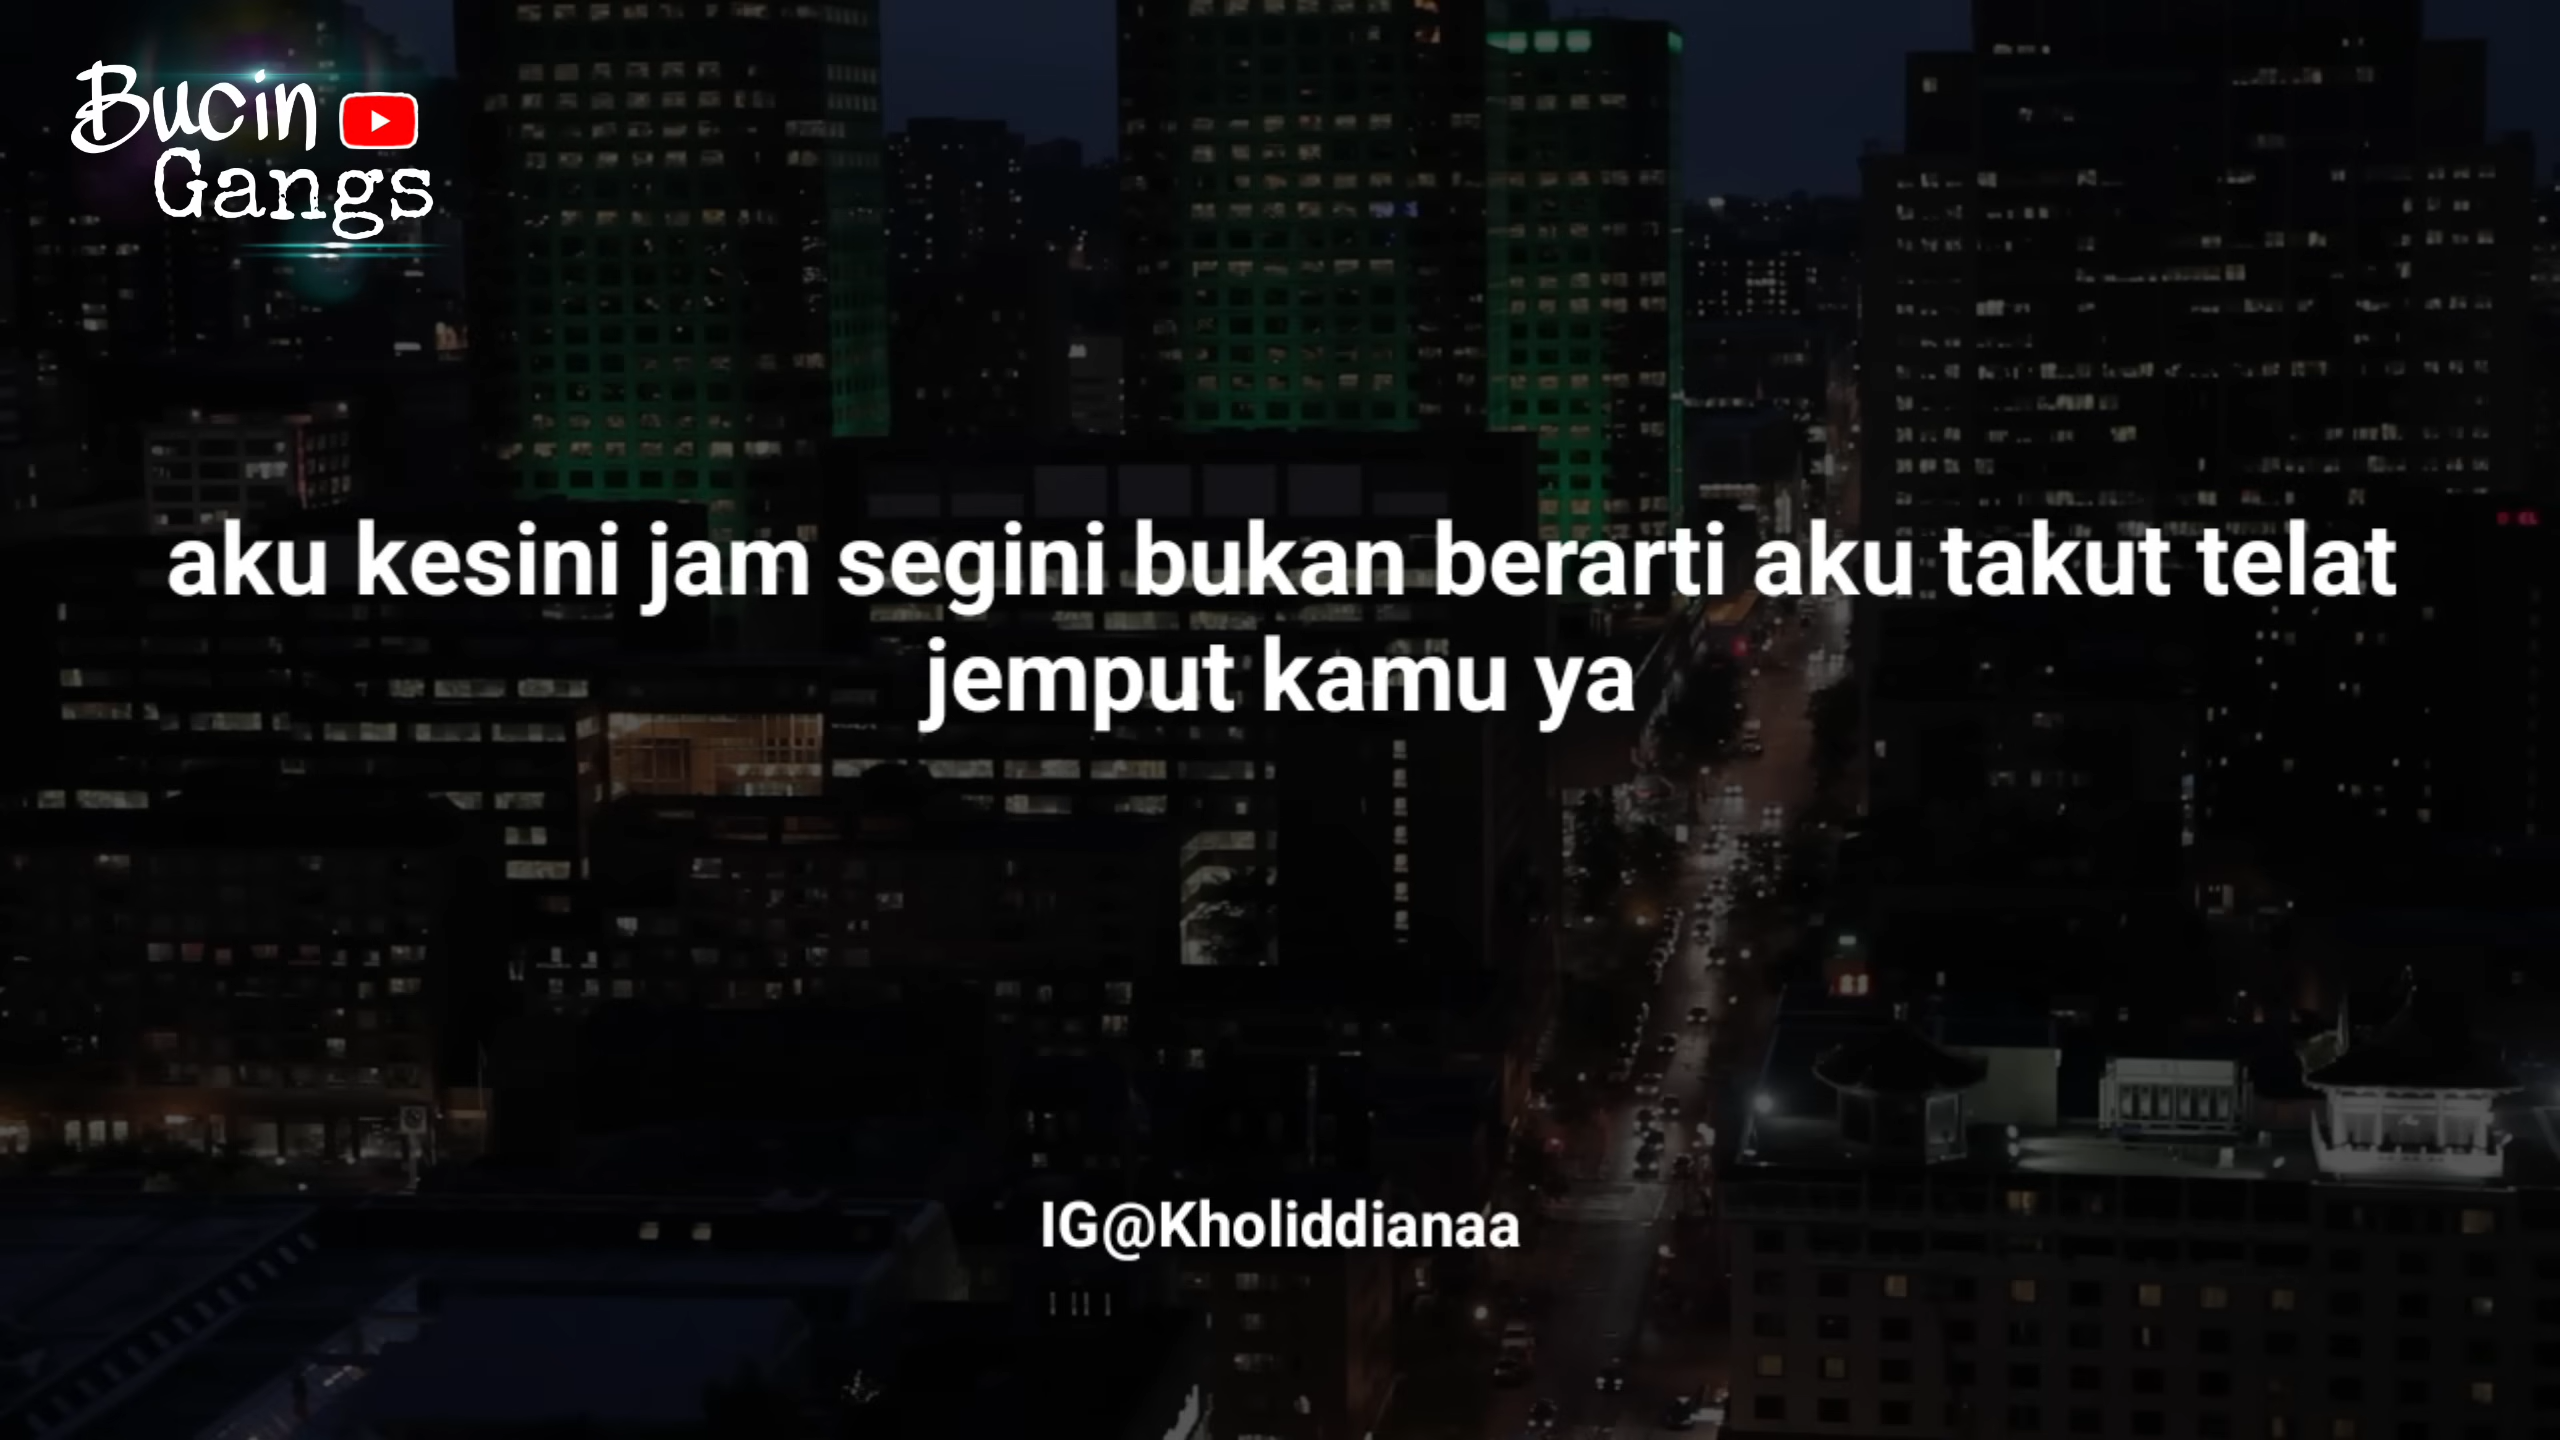 Bucin
Gangs
aku kesini jam segini bukan berarti aku takut telat
jemput kamu ya
IG@Kholiddianaa